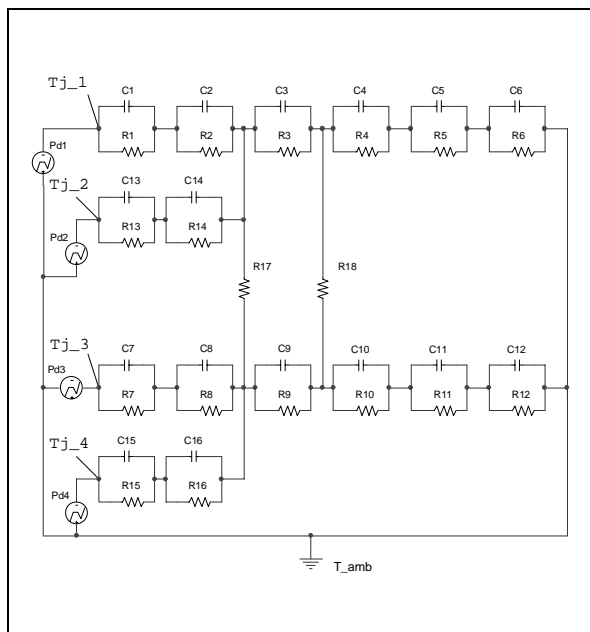 C1 C2 C3 C4 C5 C6
Tj_1
R1 R2 R3 R4 R5 R6
Pd1
C13 C14
Tj_2
R13 R14
Pd2
R17 R18
C7 C8 C9 C10 C11 C12
Tj_3
Pd3
R7 R8 R9 R10 R11 R12
C15 C16
Tj_4
R15 R16
Pd4
T_amb